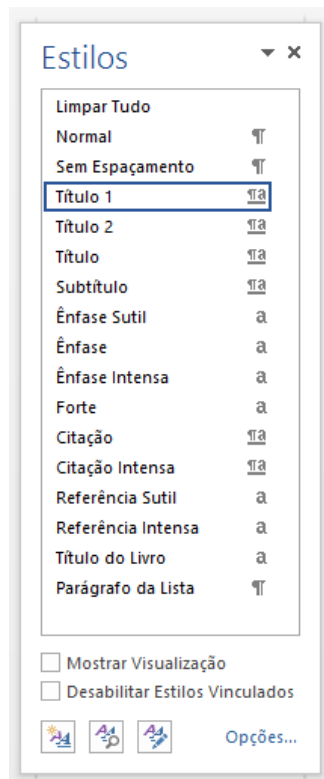 Estilos
Limpar Tudo
Normal ¶
Sem Espaçamento ¶
Título 1 ¶a
Título 2 ¶a
Título ¶a
Subtítulo ¶a
Ênfase Sutil a
Ênfase a
Ênfase Intensa a
Forte a
Citação ¶a
Citação Intensa ¶a
Referência Sutil a
Referência Intensa a
Título do Livro a
Parágrafo da Lista ¶
Mostrar Visualização
Desabilitar Estilos Vinculados
Opções...